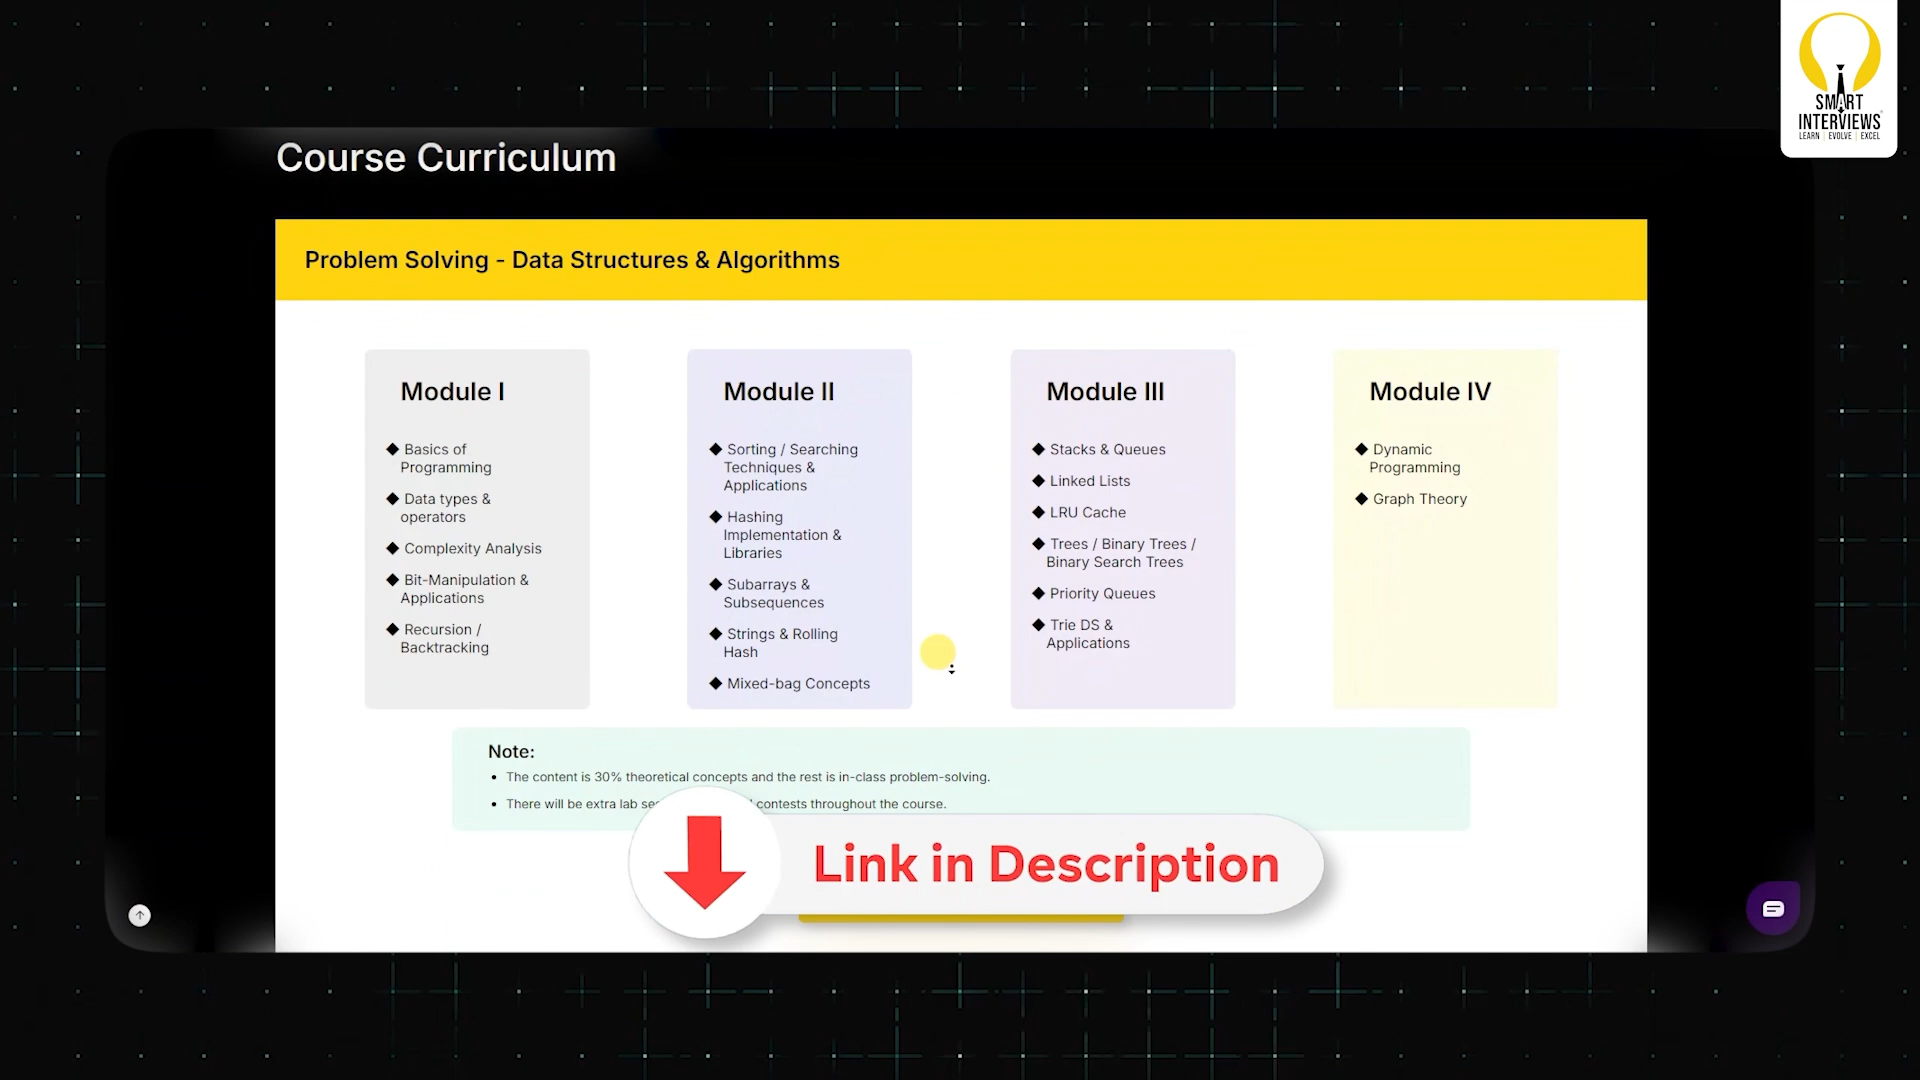 SMART
INTERVIEWS
LEARN | EVOLVE | EXCEL
Course Curriculum
Problem Solving - Data Structures & Algorithms
Module I
Basics of
Programming
Data types &
operators
Complexity Analysis
Bit-Manipulation &
Applications
Recursion /
Backtracking
Module II
Sorting / Searching
Techniques &
Applications
Hashing
Implementation &
Libraries
Subarrays &
Subsequences
Strings & Rolling
Hash
Mixed-bag Concepts
Module III
Stacks & Queues
Linked Lists
LRU Cache
Trees / Binary Trees /
Binary Search Trees
Priority Queues
Trie DS &
Applications
Module IV
Dynamic
Programming
Graph Theory
Note:
The content is 30% theoretical concepts and the rest is in-class problem-solving.
There will be extra lab contests throughout the course.
Link in Description